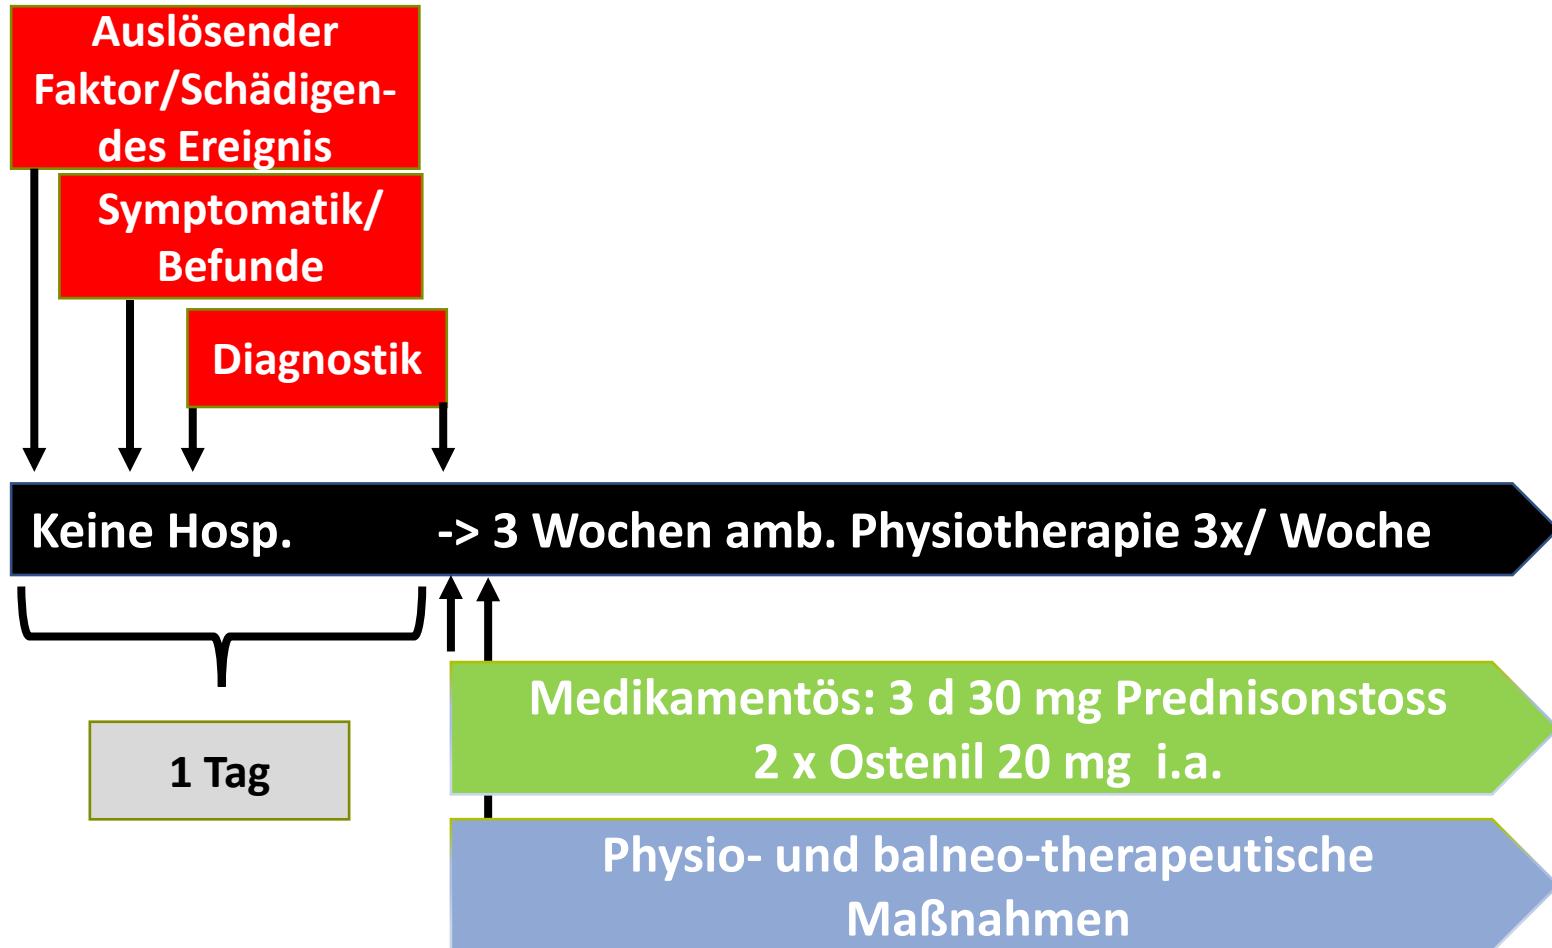 Auslösender
Faktor/Schädigen-
des Ereignis
Symptomatik/
Befunde
Diagnostik
Keine Hosp. -> 3 Wochen amb. Physiotherapie 3x/ Woche
Medikamentös: 3 d 30 mg Prednisonstoss
2 x Ostenil 20 mg i.a.
1 Tag
Physio- und balneo-therapeutische
Maßnahmen